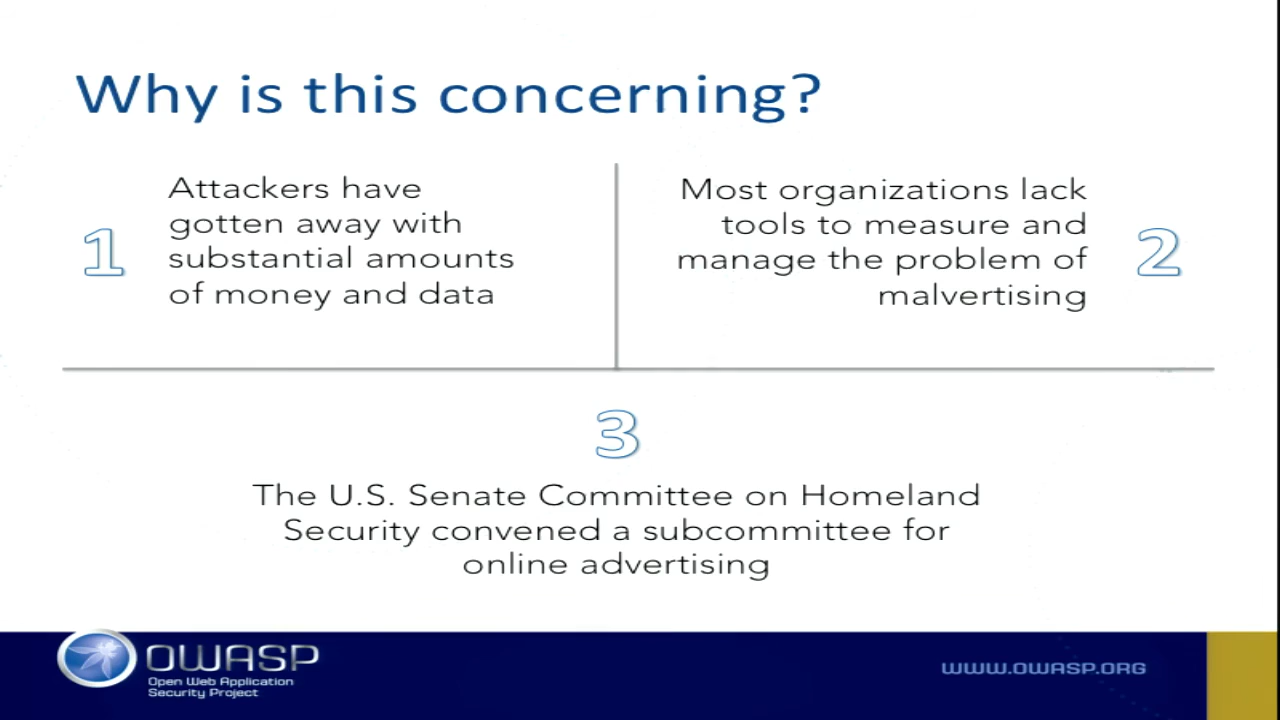 Why is this concerning?
1
Attackers have
gotten away with
substantial amounts
of money and data
Most organizations lack
tools to measure and
manage the problem of
malvertising
2
3
The U.S. Senate Committee on Homeland
Security convened a subcommittee for
online advertising
OWASP
Open Web Application
Security Project
WWW.OWASP.ORG